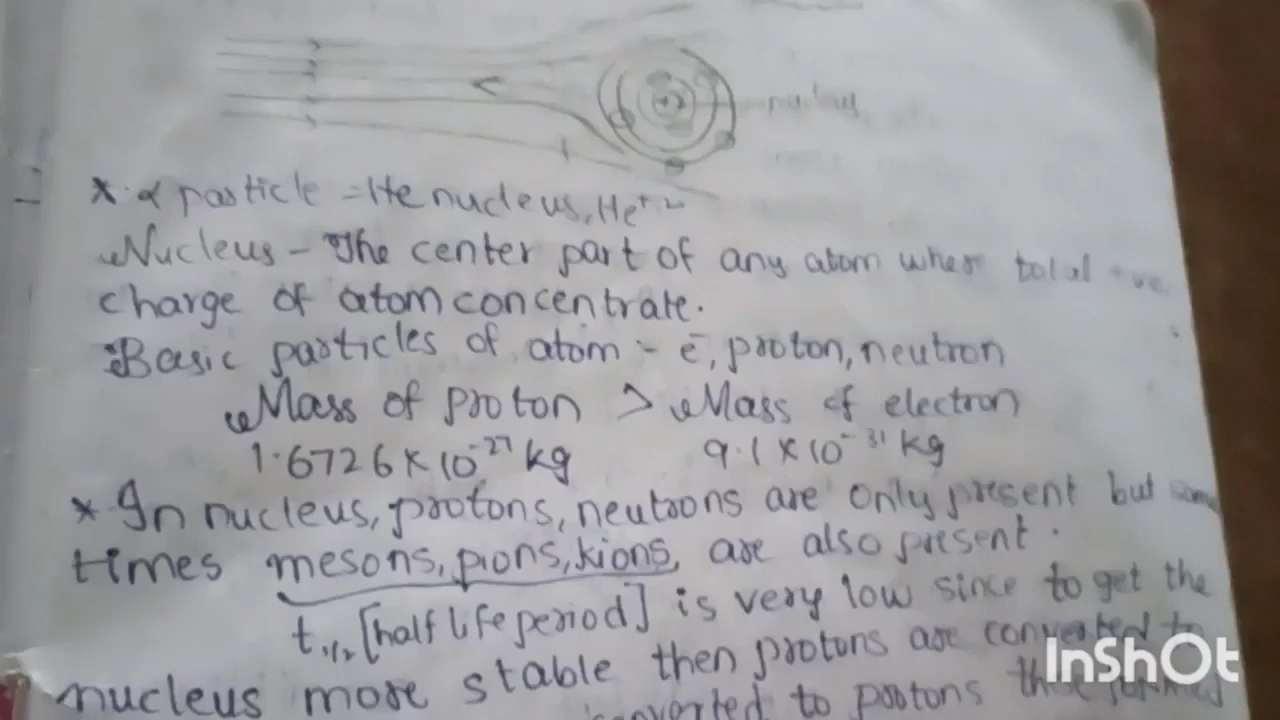 * α particle = He nucleus, He⁺²
Nucleus - The center part of any atom where total +ve
charge of atom concentrate.
Basic particles of atom - e⁻, proton, neutron
Mass of proton > Mass of electron
1.6726 × 10⁻²⁷ kg 9.1 × 10⁻³¹ kg
* In nucleus, protons, neutrons are only present but some
times mesons, pions, kions, are also present.
t₁/₂ [half life period] is very low since to get the
nucleus more stable then protons are converted to
converted to protons
InShOt